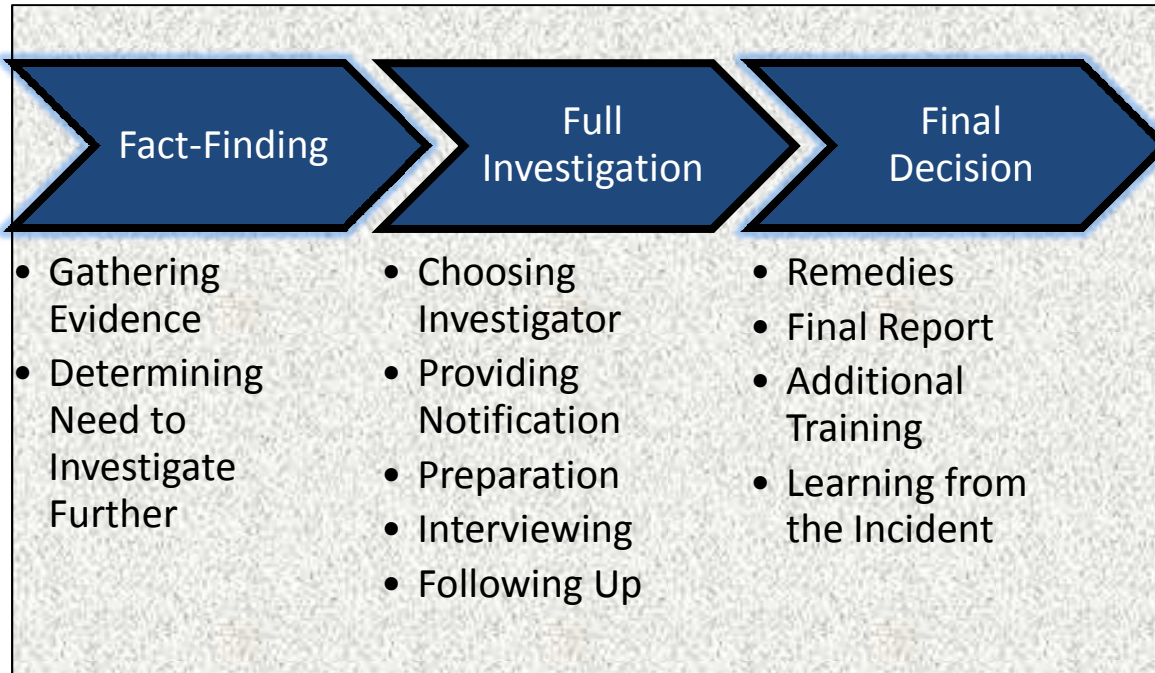 Fact-Finding
• Gathering
Evidence
• Determining
Need to
Investigate
Further
Full
Investigation
• Choosing
Investigator
• Providing
Notification
• Preparation
• Interviewing
• Following Up
Final
Decision
• Remedies
• Final Report
• Additional
Training
• Learning from
the Incident